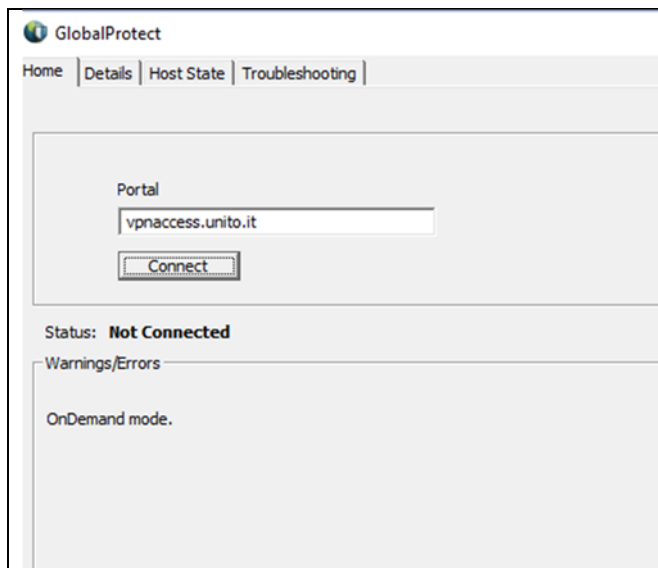 GlobalProtect
Home Details Host State Troubleshooting
Portal
vpnaccess.unito.it
Connect
Status: Not Connected
Warnings/Errors
OnDemand mode.